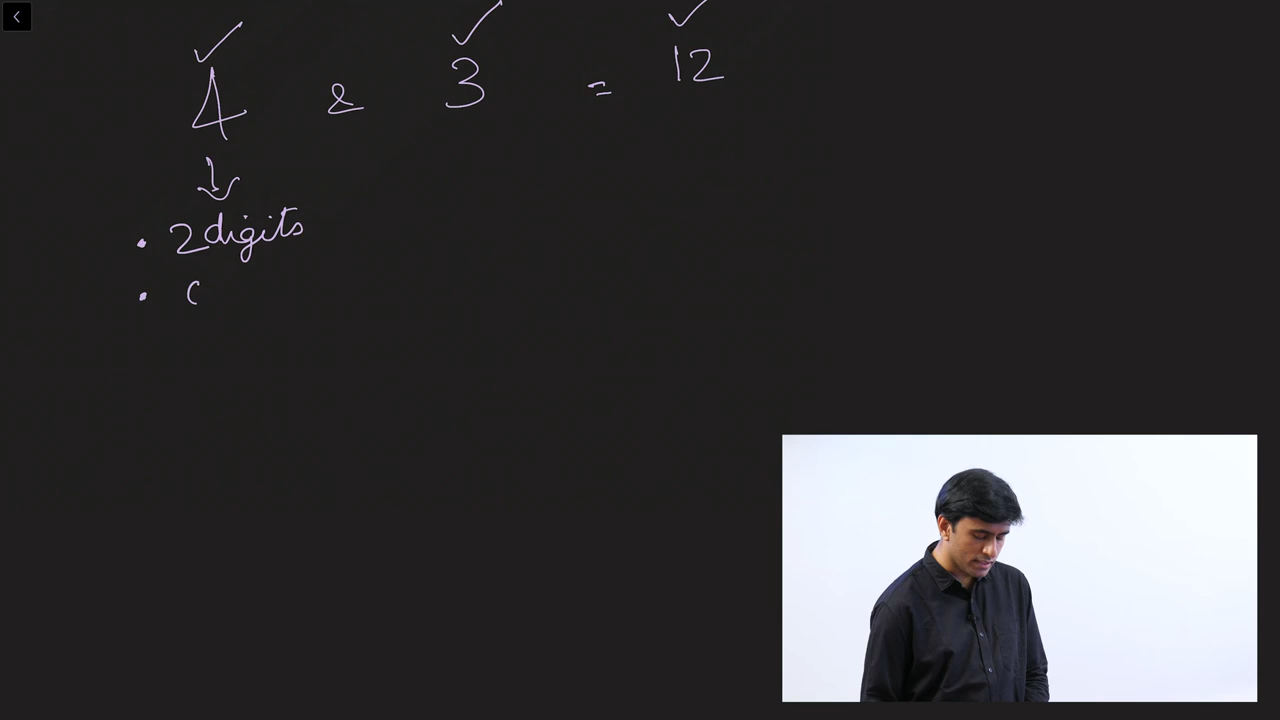 4 & 3 = 12
• 2 digits
•